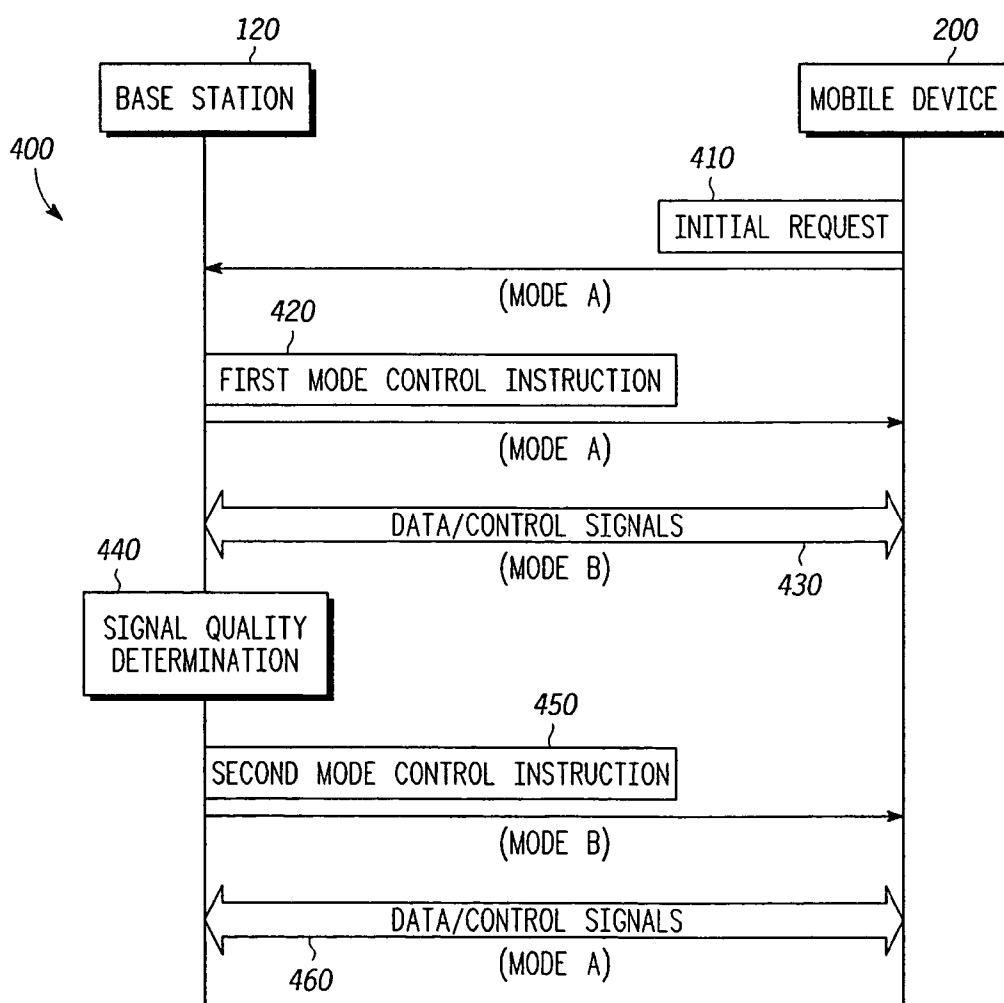 120
200
BASE STATION
MOBILE DEVICE
400
410
INITIAL REQUEST
(MODE A)
420
FIRST MODE CONTROL INSTRUCTION
(MODE A)
DATA/CONTROL SIGNALS
(MODE B)
430
440
SIGNAL QUALITY
DETERMINATION
450
SECOND MODE CONTROL INSTRUCTION
(MODE B)
DATA/CONTROL SIGNALS
460
(MODE A)